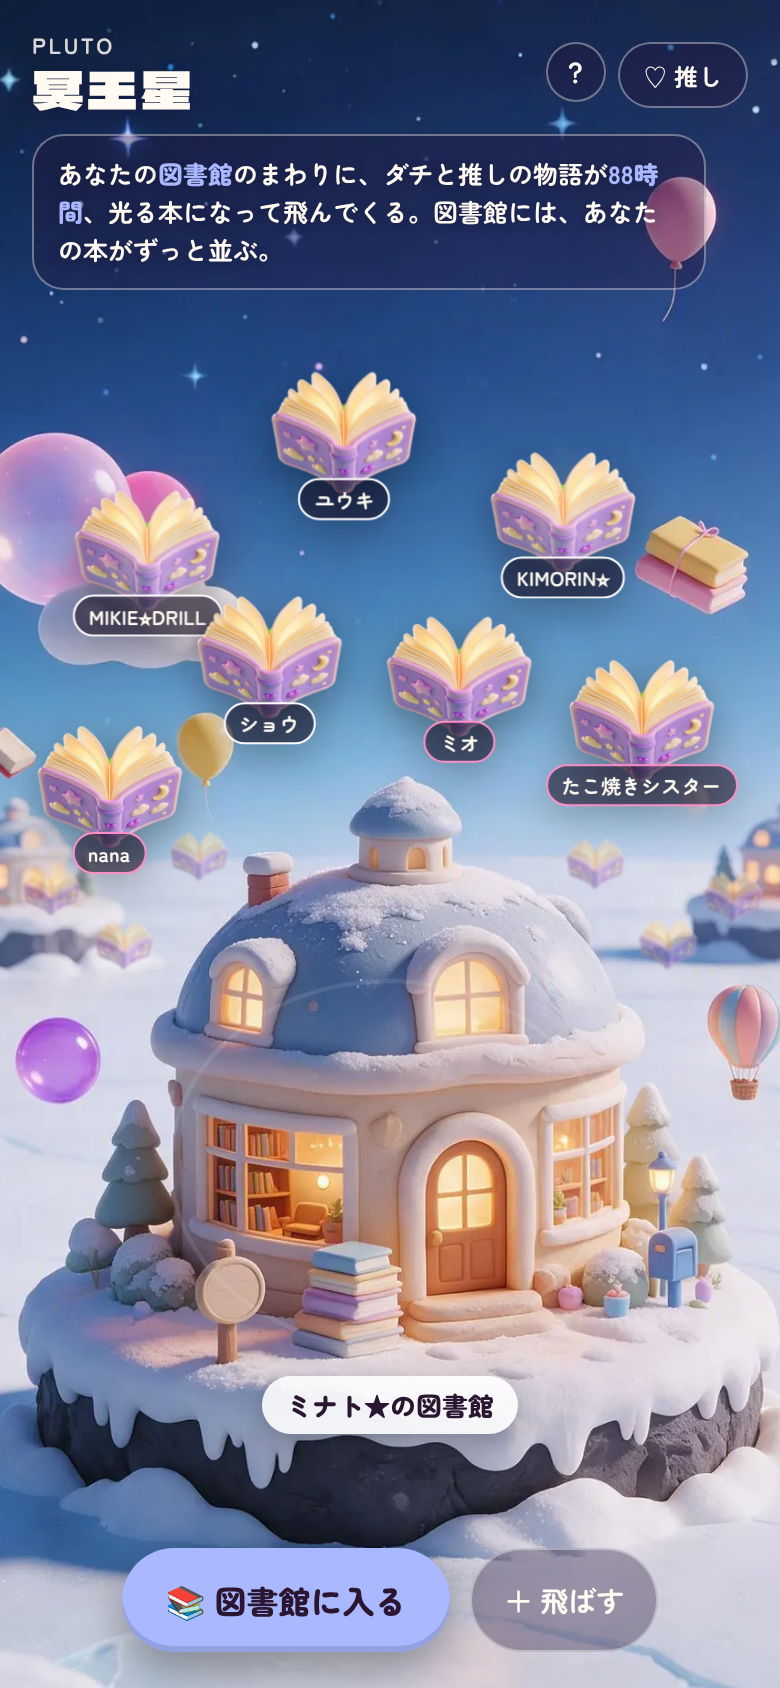 PLUTO
冥王星
?
♡ 推し
あなたの図書館のまわりに、ダチと推しの物語が88時
間、光る本になって飛んでくる。図書館には、あなた
の本がずっと並ぶ。
ユウキ
KIMORIN★
MIKIE★DRILL
ショウ
ミオ
たこ焼きシスター
nana
ミナト★の図書館
📚 図書館に入る
＋ 飛ばす